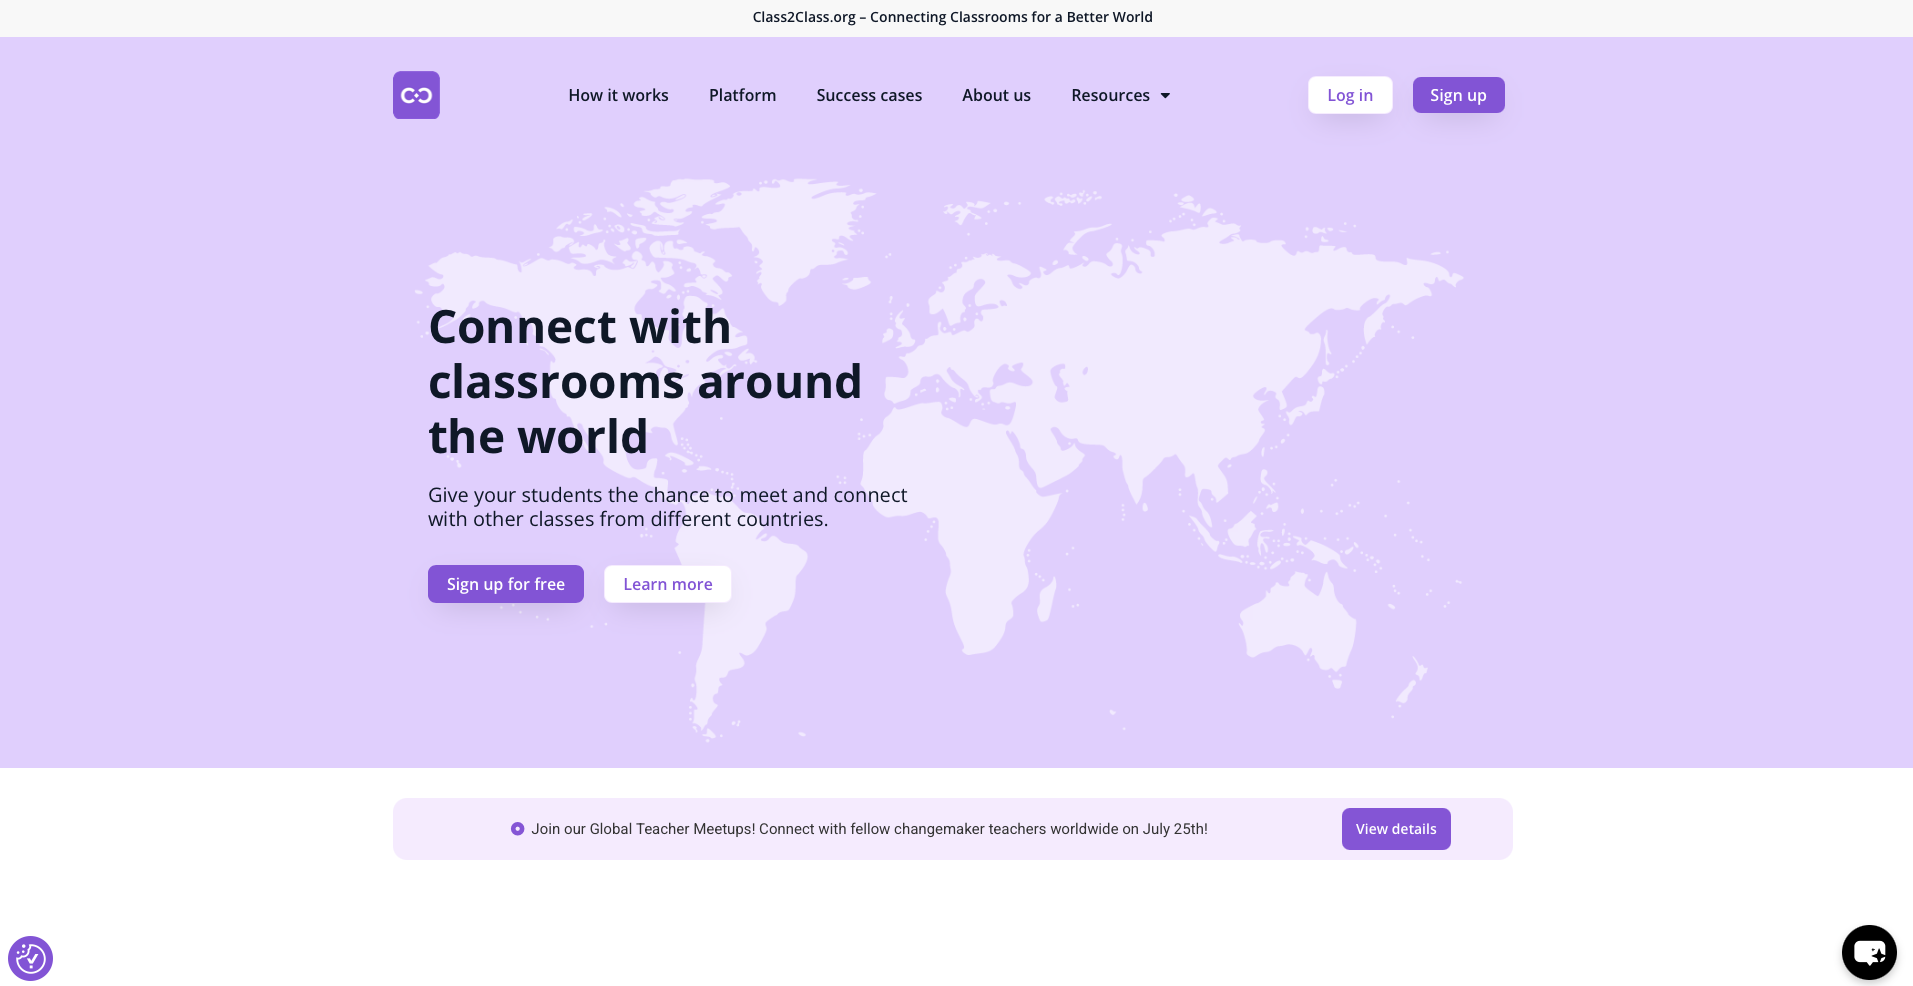 Class2Class.org – Connecting Classrooms for a Better World
How it works
Platform
Success cases
About us
Resources
Log in
Sign up
Connect with
classrooms around
the world
Give your students the chance to meet and connect
with other classes from different countries.
Sign up for free
Learn more
Join our Global Teacher Meetups! Connect with fellow changemaker teachers worldwide on July 25th!
View details